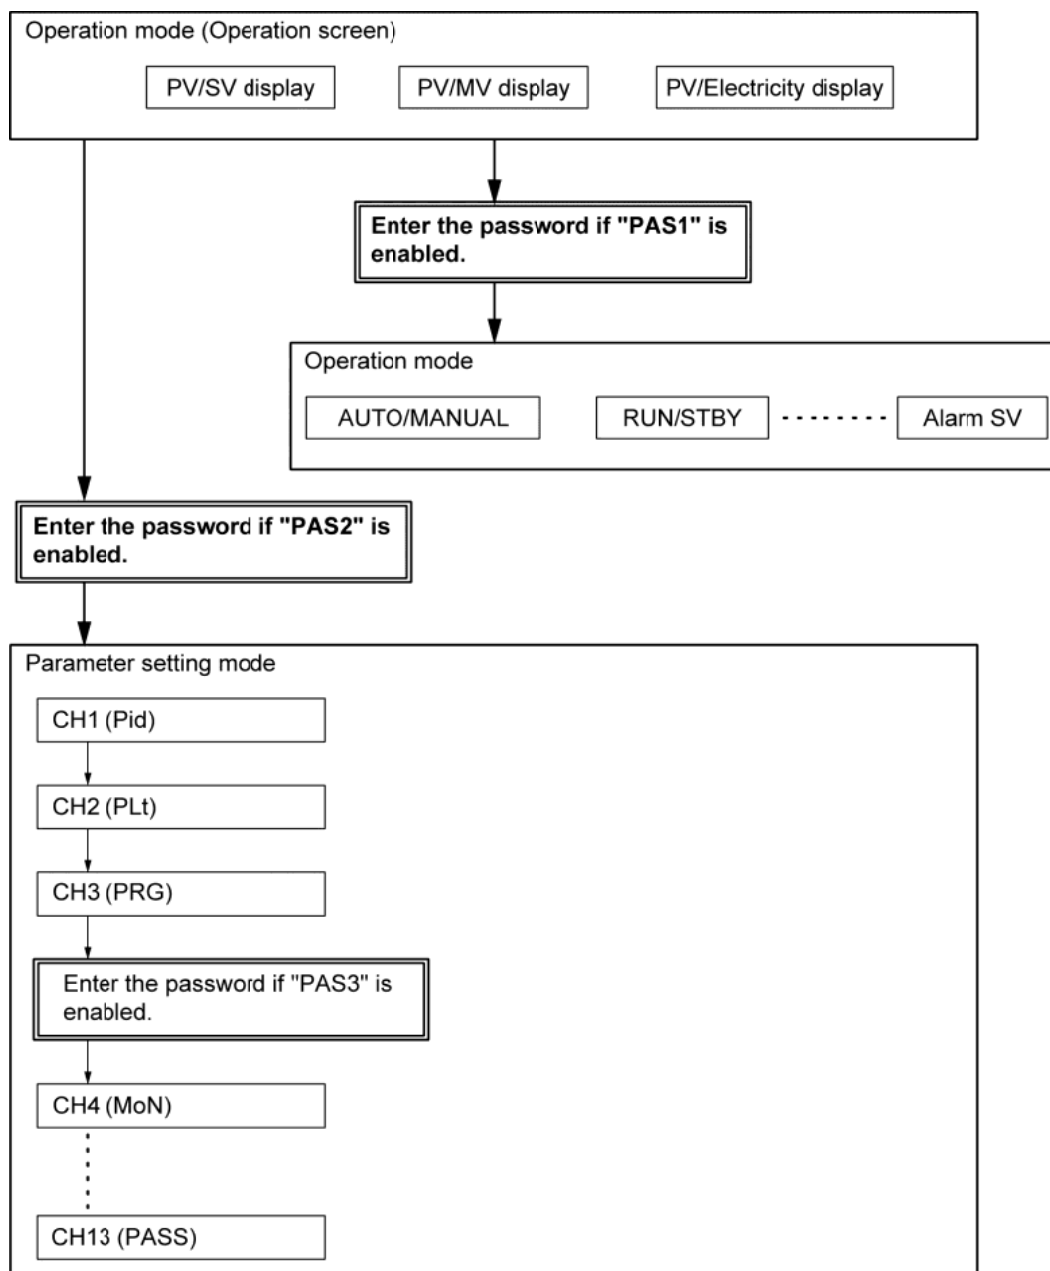 Operation mode (Operation screen)
PV/SV display
PV/MV display
PV/Electricity display
Enter the password if "PAS1" is
enabled.
Operation mode
AUTO/MANUAL
RUN/STBY
Alarm SV
Enter the password if "PAS2" is
enabled.
Parameter setting mode
CH1 (Pid)
CH2 (PLt)
CH3 (PRG)
Enter the password if "PAS3" is
enabled.
CH4 (MoN)
CH13 (PASS)